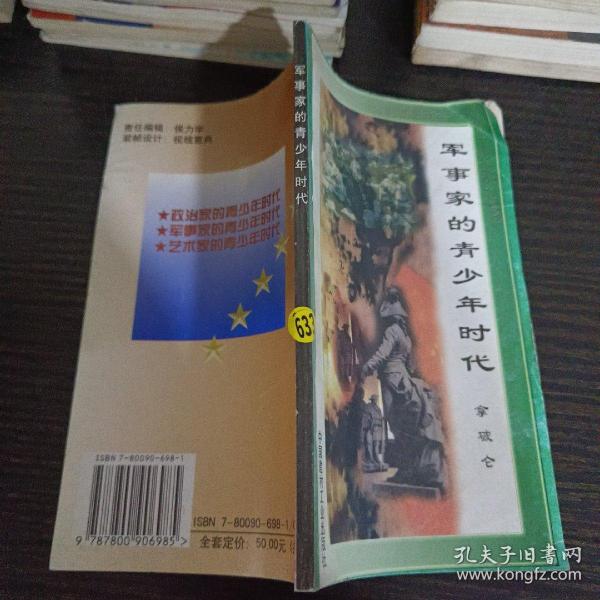 军事家的青少年时代
拿破仑
军事家的青少年时代
633
责任编辑 侯力学
★政治家的青少年时代
★军事家的青少年时代
★艺术家的青少年时代
ISBN 7-80090-698-1
ISBN 7-80090-698-1/
9 787800 906985 >
全套定价: 50.00元
孔夫子旧书网
www.kongfz.com